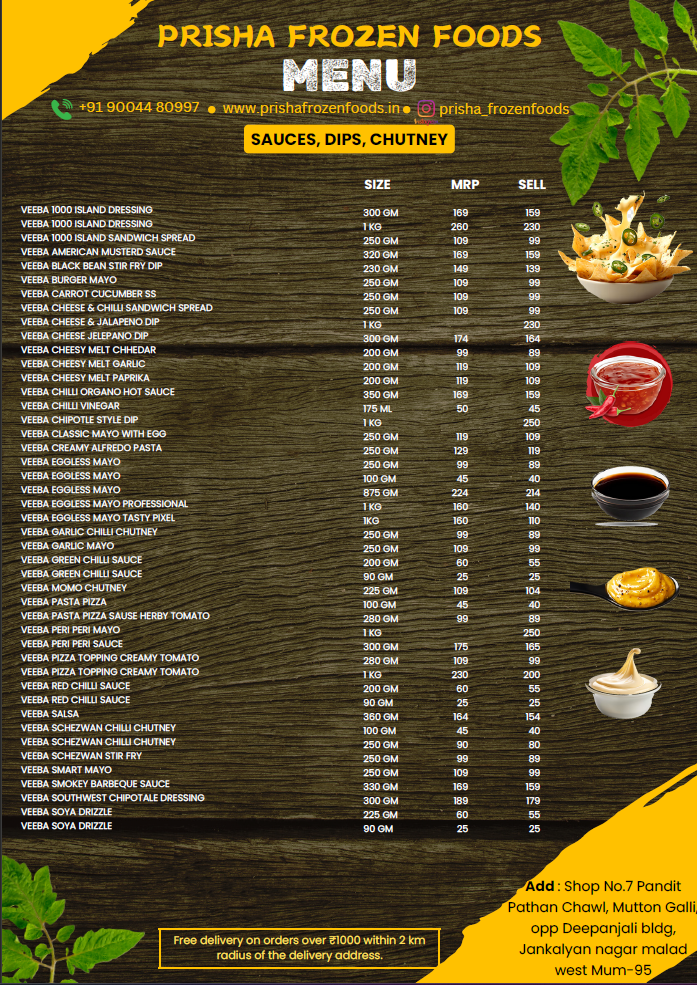 PRISHA FROZEN FOODS
MENU
+91 90044 80997 • www.prishafrozenfoods.in • prisha_frozenfoods
SAUCES, DIPS, CHUTNEY
SIZE MRP SELL
VEEBA 1000 ISLAND DRESSING 300 GM 169 159
VEEBA 1000 ISLAND DRESSING 1 KG 260 230
VEEBA 1000 ISLAND SANDWICH SPREAD 250 GM 109 99
VEEBA AMERICAN MUSTERD SAUCE 320 GM 169 159
VEEBA BLACK BEAN STIR FRY DIP 230 GM 149 139
VEEBA BURGER MAYO 250 GM 109 99
VEEBA CARROT CUCUMBER SS 250 GM 109 99
VEEBA CHEESE & CHILLI SANDWICH SPREAD 250 GM 109 99
VEEBA CHEESE & JALAPENO DIP 1 KG 230
VEEBA CHEESE JELEPANO DIP 300 GM 174 164
VEEBA CHEESY MELT CHHEDAR 200 GM 99 89
VEEBA CHEESY MELT GARLIC 200 GM 119 109
VEEBA CHEESY MELT PAPRIKA 200 GM 119 109
VEEBA CHILLI ORGANO HOT SAUCE 350 GM 169 159
VEEBA CHILLI VINEGAR 175 ML 50 45
VEEBA CHIPOTLE STYLE DIP 1 KG 250
VEEBA CLASSIC MAYO WITH EGG 250 GM 119 109
VEEBA CREAMY ALFREDO PASTA 250 GM 129 119
VEEBA EGGLESS MAYO 250 GM 99 89
VEEBA EGGLESS MAYO 100 GM 45 40
VEEBA EGGLESS MAYO 875 GM 224 214
VEEBA EGGLESS MAYO PROFESSIONAL 1 KG 160 140
VEEBA EGGLESS MAYO TASTY PIXEL 1KG 160 110
VEEBA GARLIC CHILLI CHUTNEY 250 GM 99 89
VEEBA GARLIC MAYO 250 GM 109 99
VEEBA GREEN CHILLI SAUCE 200 GM 60 55
VEEBA GREEN CHILLI SAUCE 90 GM 25 25
VEEBA MOMO CHUTNEY 225 GM 109 104
VEEBA PASTA PIZZA 100 GM 45 40
VEEBA PASTA PIZZA SAUSE HERBY TOMATO 280 GM 99 89
VEEBA PERI PERI MAYO 1 KG 250
VEEBA PERI PERI SAUCE 300 GM 175 165
VEEBA PIZZA TOPPING CREAMY TOMATO 280 GM 109 99
VEEBA PIZZA TOPPING CREAMY TOMATO 1 KG 230 200
VEEBA RED CHILLI SAUCE 200 GM 60 55
VEEBA RED CHILLI SAUCE 90 GM 25 25
VEEBA SALSA 360 GM 164 154
VEEBA SCHEZWAN CHILLI CHUTNEY 100 GM 45 40
VEEBA SCHEZWAN CHILLI CHUTNEY 250 GM 90 80
VEEBA SCHEZWAN STIR FRY 250 GM 99 89
VEEBA SMART MAYO 250 GM 109 99
VEEBA SMOKEY BARBEQUE SAUCE 330 GM 169 159
VEEBA SOUTHWEST CHIPOTALE DRESSING 300 GM 189 179
VEEBA SOYA DRIZZLE 225 GM 60 55
VEEBA SOYA DRIZZLE 90 GM 25 25
Free delivery on orders over ₹1000 within 2 km
radius of the delivery address.
Add : Shop No.7 Pandit
Pathan Chawl, Mutton Galli,
opp Deepanjali bldg,
Jankalyan nagar malad
west Mum-95